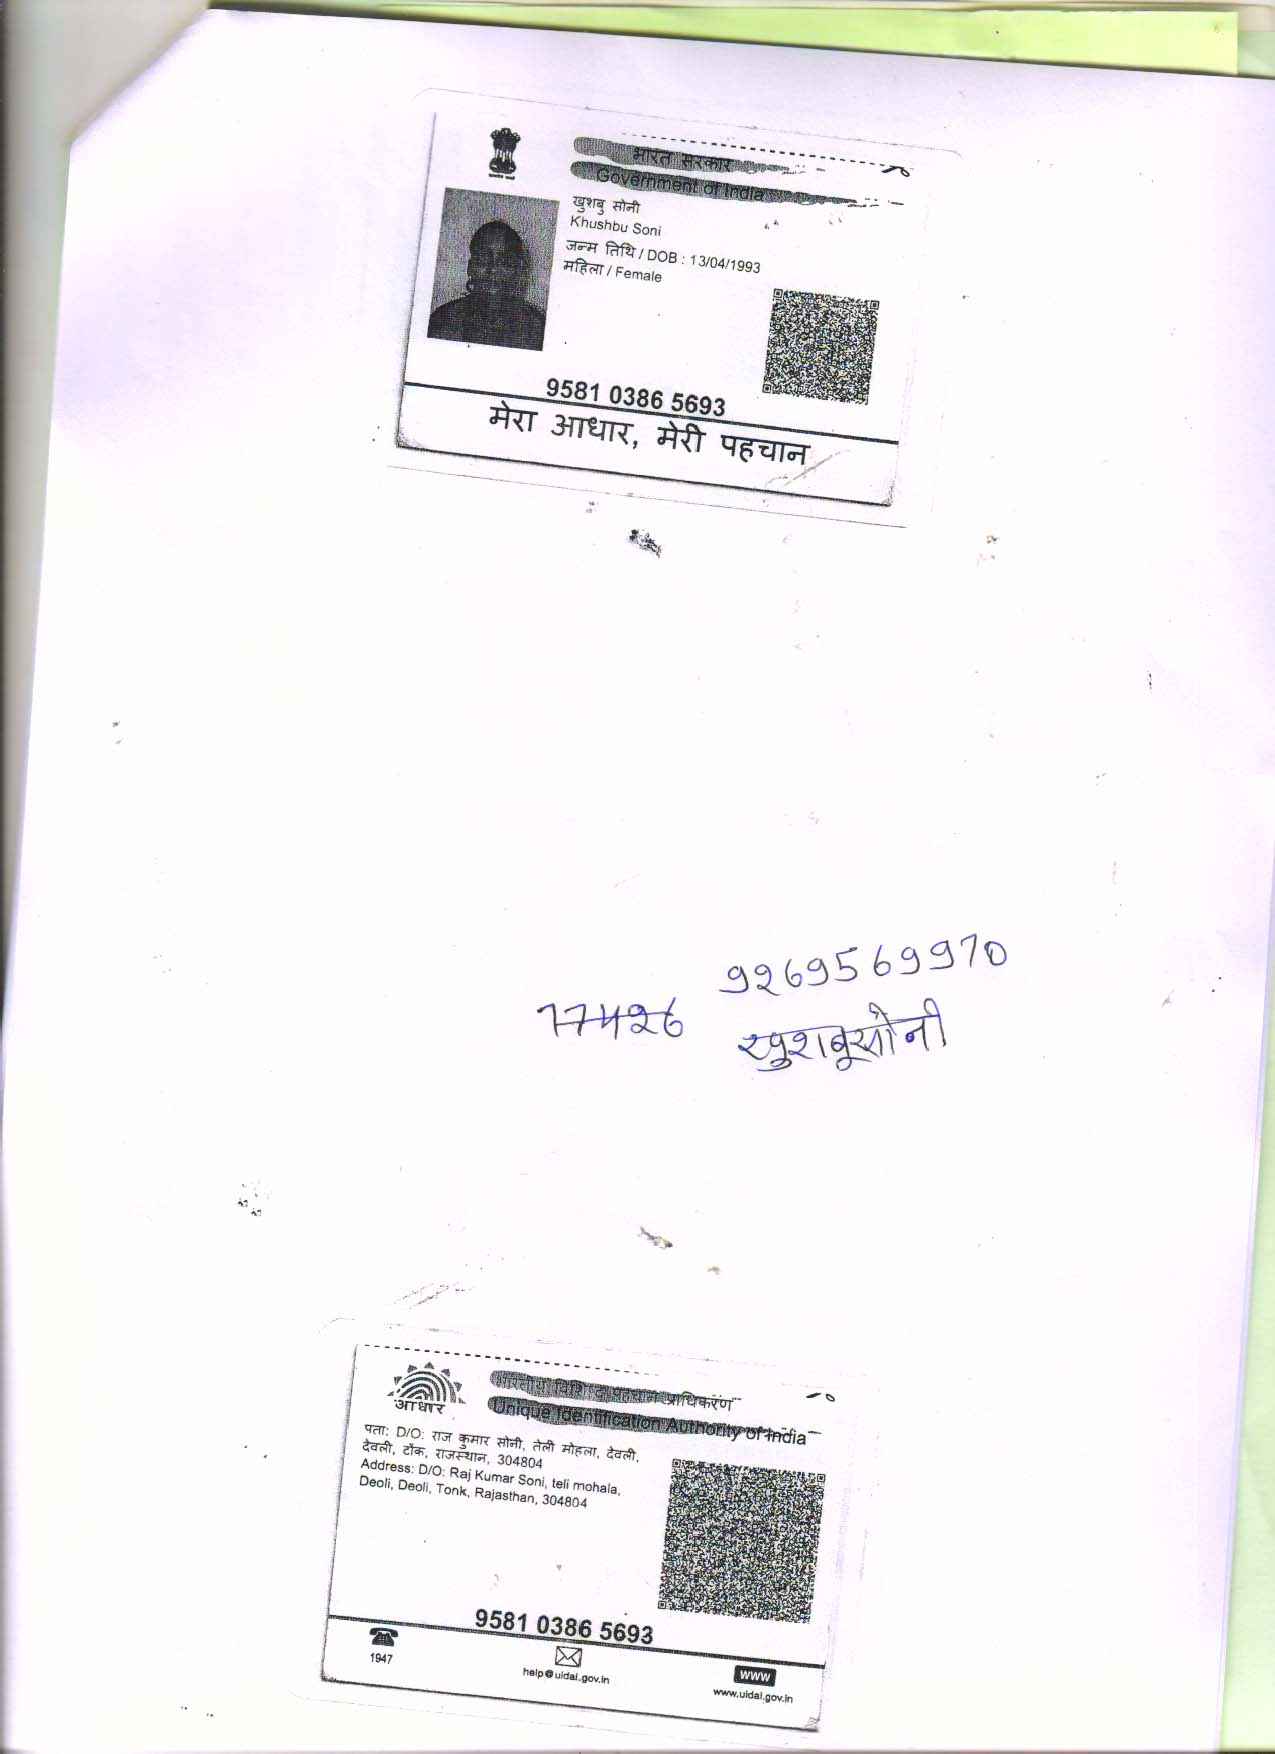 भारत सरकार
Government of India
खुशबु सोनी
Khushbu Soni
जन्म तिथि / DOB : 13/04/1993
महिला / Female
9581 0386 5693
मेरा आधार, मेरी पहचान
9269569970
77426
खुशबू सोनी
आधार
भारतीय विशिष्ट पहचान प्राधिकरण
Unique Identification Authority of India
पता: D/O: राज कुमार सोनी, तेली मोहला, देवली,
देवली, टोंक, राजस्थान, 304804
Address: D/O: Raj Kumar Soni, teli mohala,
Deoli, Deoli, Tonk, Rajasthan, 304804
9581 0386 5693
1947
help@uidai.gov.in
www
www.uidai.gov.in